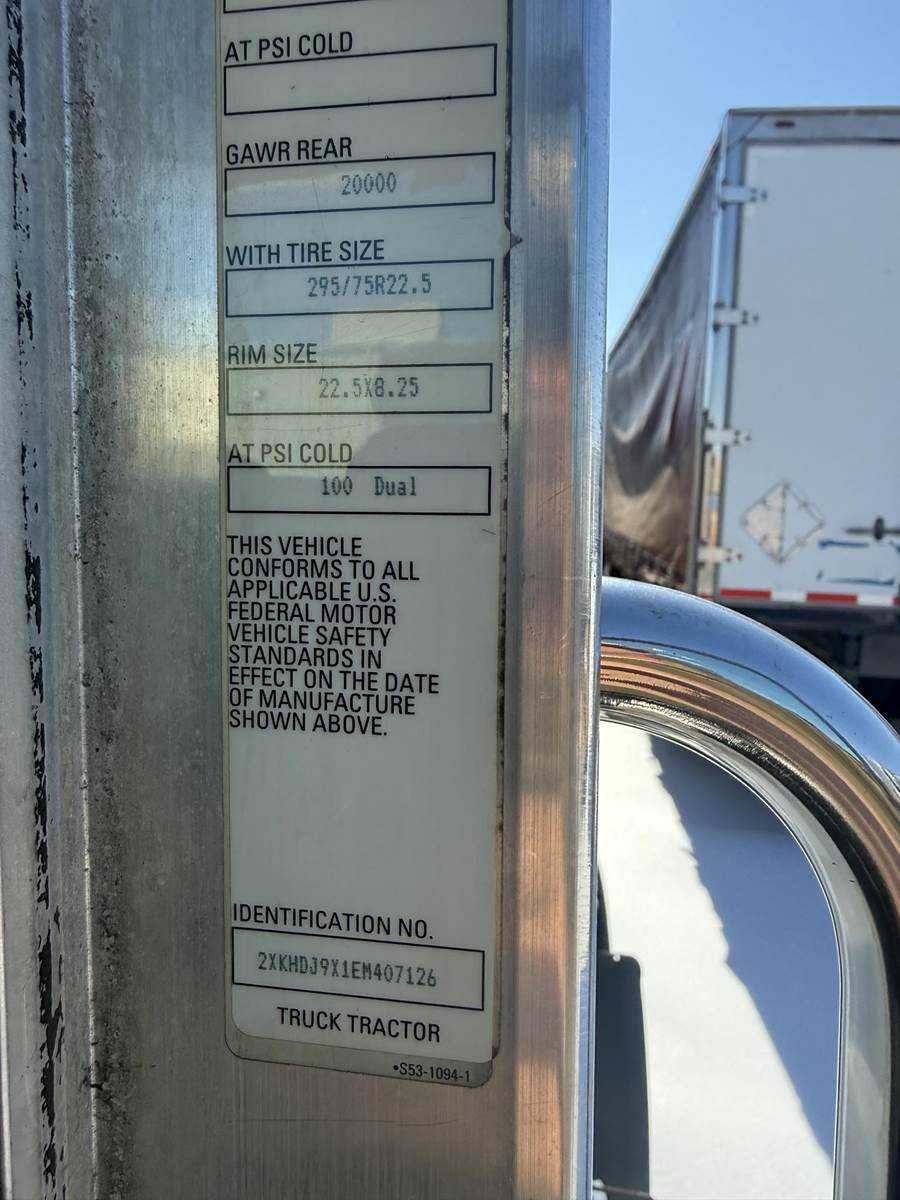 AT PSI COLD
GAWR REAR
20000
WITH TIRE SIZE
295/75R22.5
RIM SIZE
22.5X8.25
AT PSI COLD
100 Dual
THIS VEHICLE
CONFORMS TO ALL
APPLICABLE U.S.
FEDERAL MOTOR
VEHICLE SAFETY
STANDARDS IN
EFFECT ON THE DATE
OF MANUFACTURE
SHOWN ABOVE.
IDENTIFICATION NO.
2XKHDJ9X1EM407126
TRUCK TRACTOR
•S53-1094-1